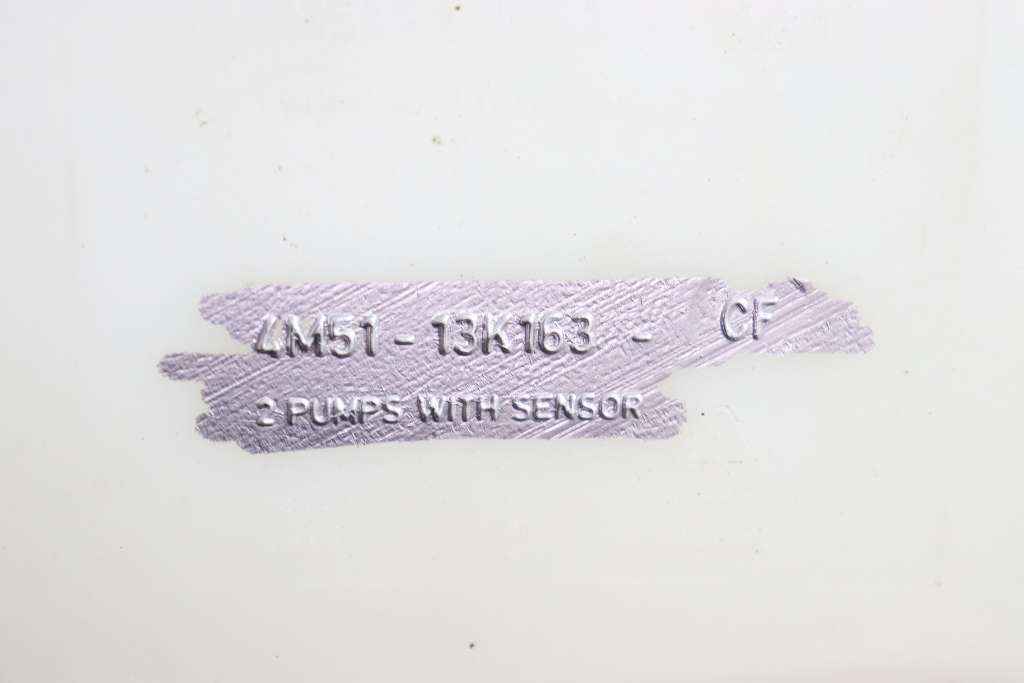 4M51 - 13K163 - CF
2 PUMPS WITH SENSOR